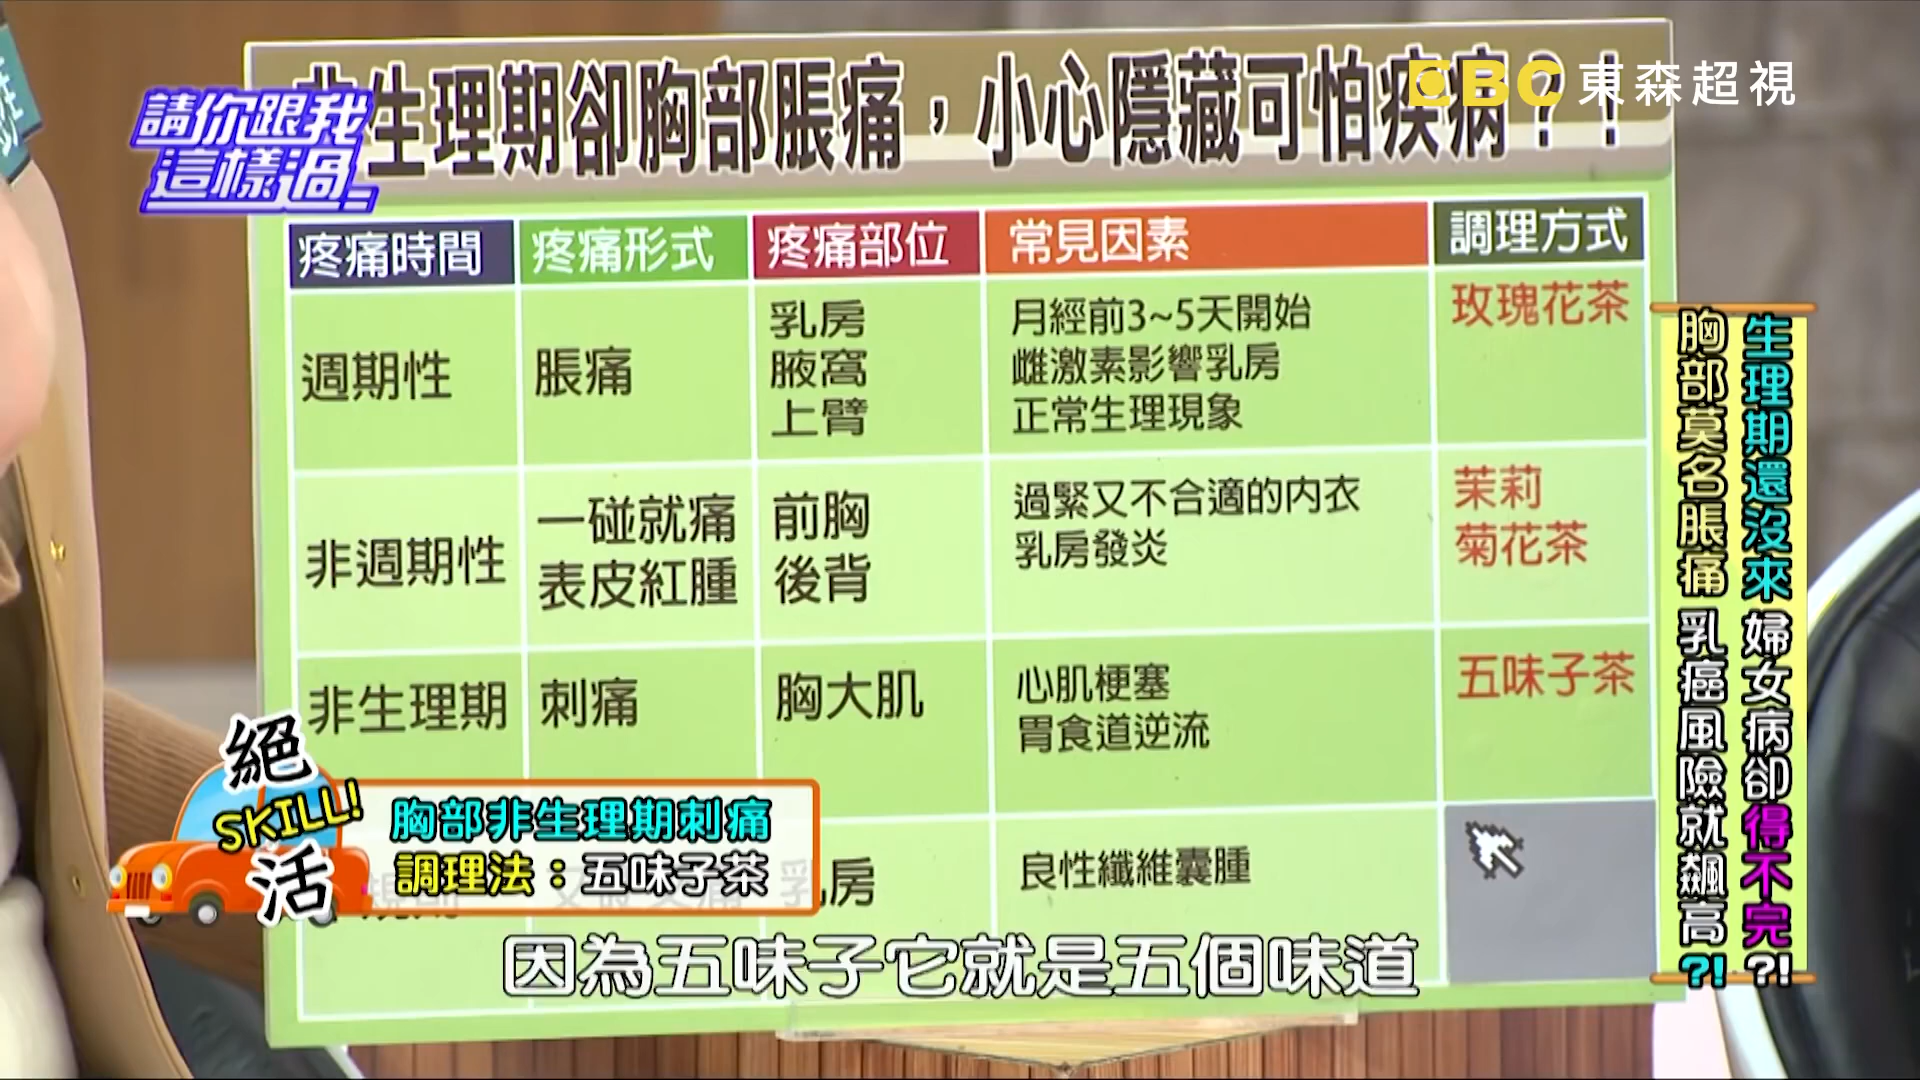 非生理期卻胸部脹痛，小心隱藏可怕疾病？！
EBC 東森超視
請你跟我
這樣過
疼痛時間
疼痛形式
疼痛部位
常見因素
調理方式
週期性
脹痛
乳房
腋窩
上臂
月經前3~5天開始
雌激素影響乳房
正常生理現象
玫瑰花茶
非週期性
一碰就痛
表皮紅腫
前胸
後背
過緊又不合適的內衣
乳房發炎
茉莉
菊花茶
非生理期
刺痛
胸大肌
心肌梗塞
胃食道逆流
五味子茶
乳房
良性纖維囊腫
生理期還沒來 婦女病卻得不完?!
胸部莫名脹痛 乳癌風險就飆高?!
絕活
SKILL!
胸部非生理期刺痛
調理法：五味子茶
因為五味子它就是五個味道